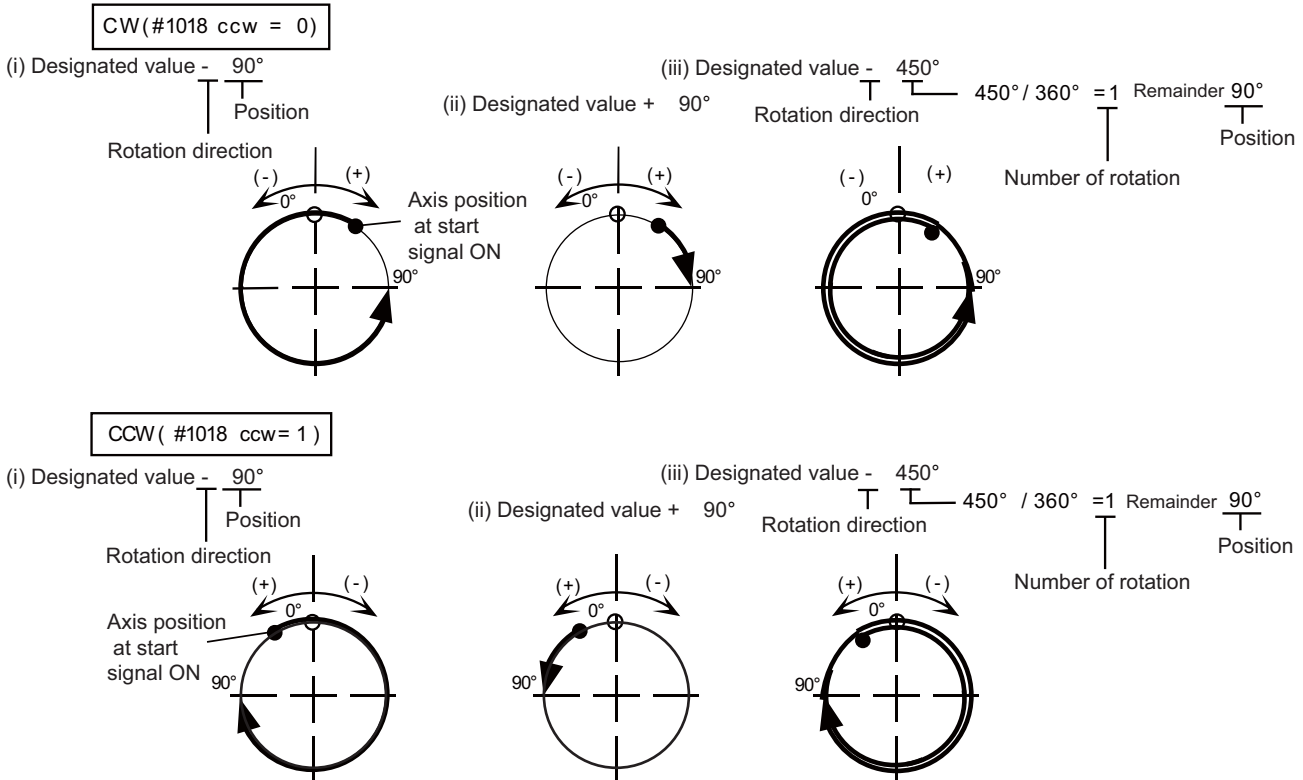 CW(#1018 ccw = 0)
(i) Designated value - 90°
Position
Rotation direction
(ii) Designated value + 90°
(iii) Designated value - 450°
Rotation direction
450° / 360° =1 Remainder 90°
Position
Number of rotation
(-) (+)
0°
Axis position
at start
signal ON
90°
(-) (+)
0°
90°
(-) (+)
0°
90°
CCW( #1018 ccw= 1 )
(i) Designated value - 90°
Position
Rotation direction
(ii) Designated value + 90°
(iii) Designated value - 450°
Rotation direction
450° / 360° =1 Remainder 90°
Position
Number of rotation
(+) (-)
0°
Axis position
at start
signal ON
90°
(+) (-)
0°
90°
(+) (-)
0°
90°